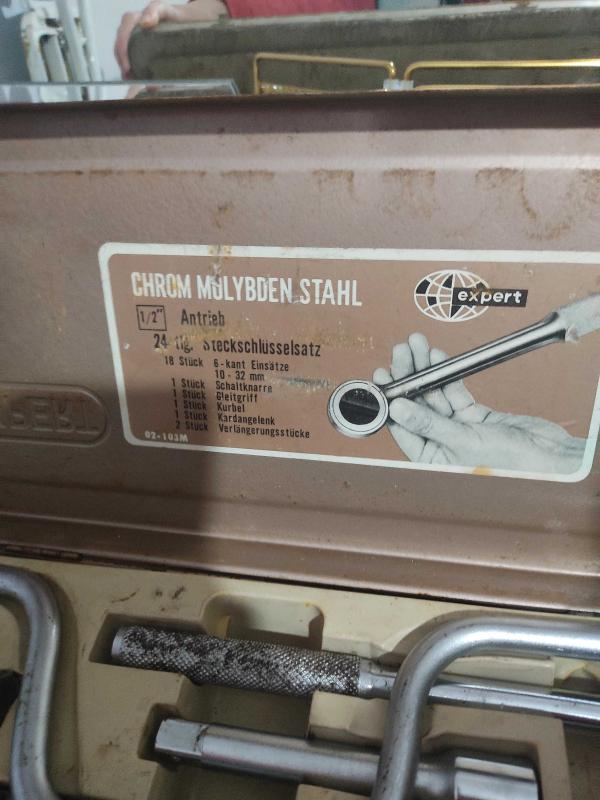 CHROM MOLYBDEN STAHL
expert
1/2" Antrieb
24 tlg. Steckschlüsselsatz
18 Stück 6-kant Einsätze
10 - 32 mm
1 Stück Schaltknarre
1 Stück Gleitgriff
1 Stück Kurbel
1 Stück Kardangelenk
2 Stück Verlängerungsstücke
02-103M